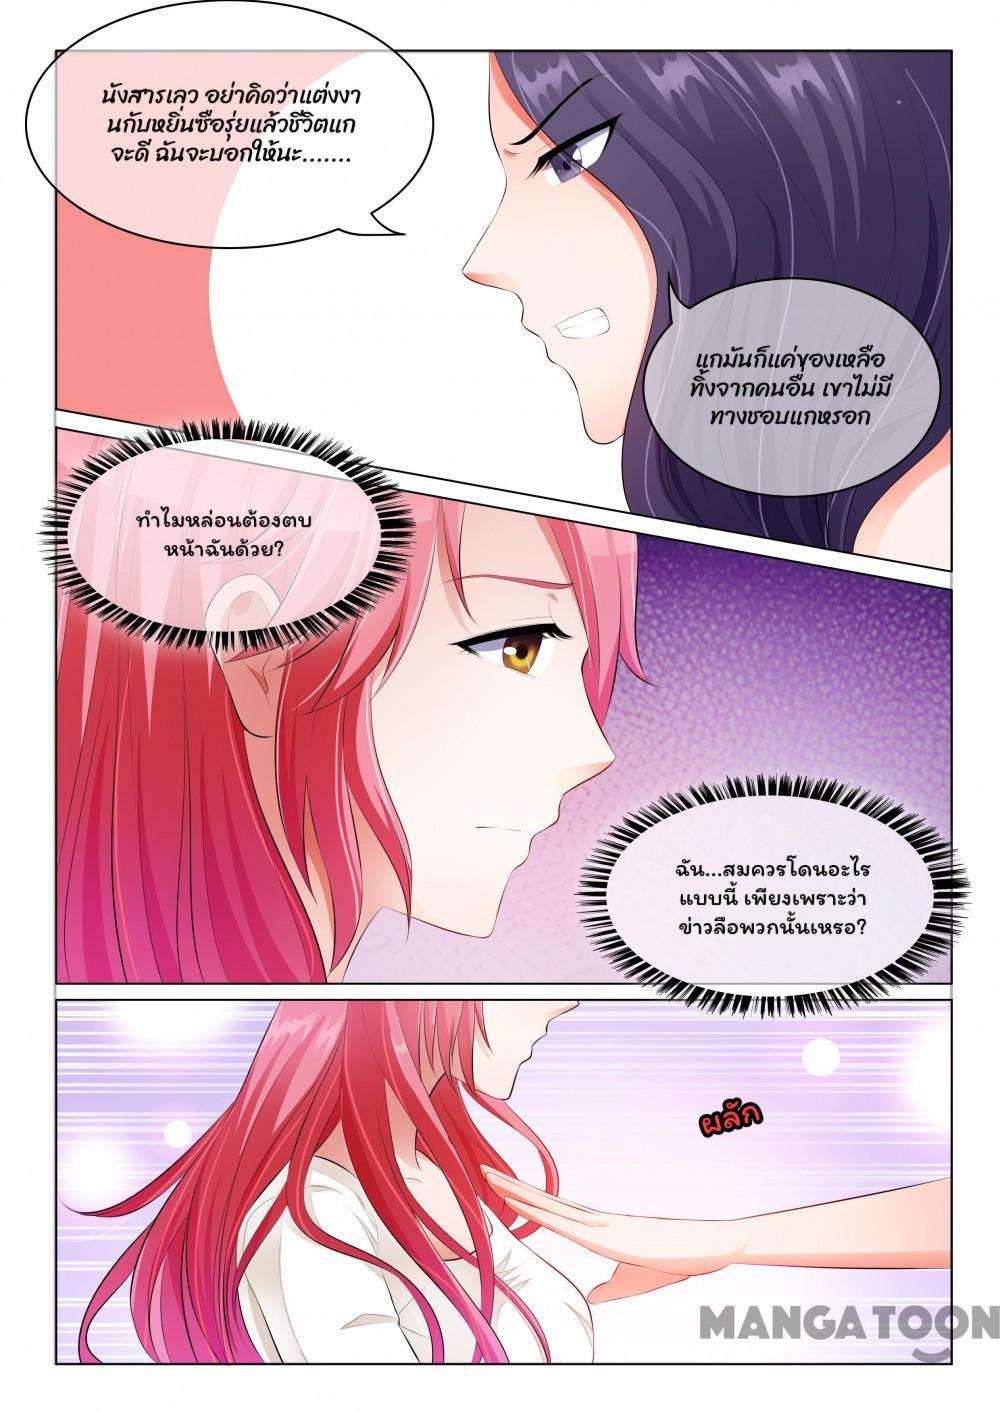 นังสารเลว อย่าคิดว่าแต่งงา
นกับหยิ่นซือรุ่ยแล้วชีวิตแก
จะดี ฉันจะบอกให้นะ.......
แกมันก็แค่ของเหลือ
ทิ้งจากคนอื่น เขาไม่มี
ทางชอบแกหรอก
ทำไมหล่อนต้องตบ
หน้าฉันด้วย?
ฉัน...สมควรโดนอะไร
แบบนี้ เพียงเพราะว่า
ข่าวลือพวกนั้นเหรอ?
ผลัก
MANGATOON